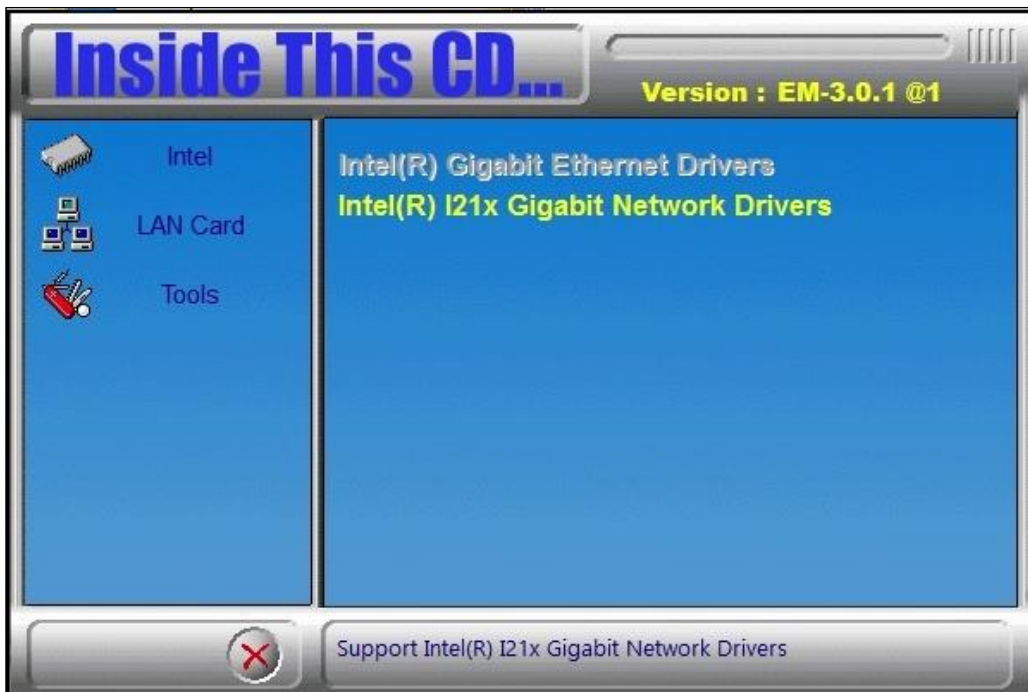 Inside This CD...
Version : EM-3.0.1 @1
Intel
LAN Card
Tools
Intel(R) Gigabit Ethernet Drivers
Intel(R) I21x Gigabit Network Drivers
Support Intel(R) I21x Gigabit Network Drivers